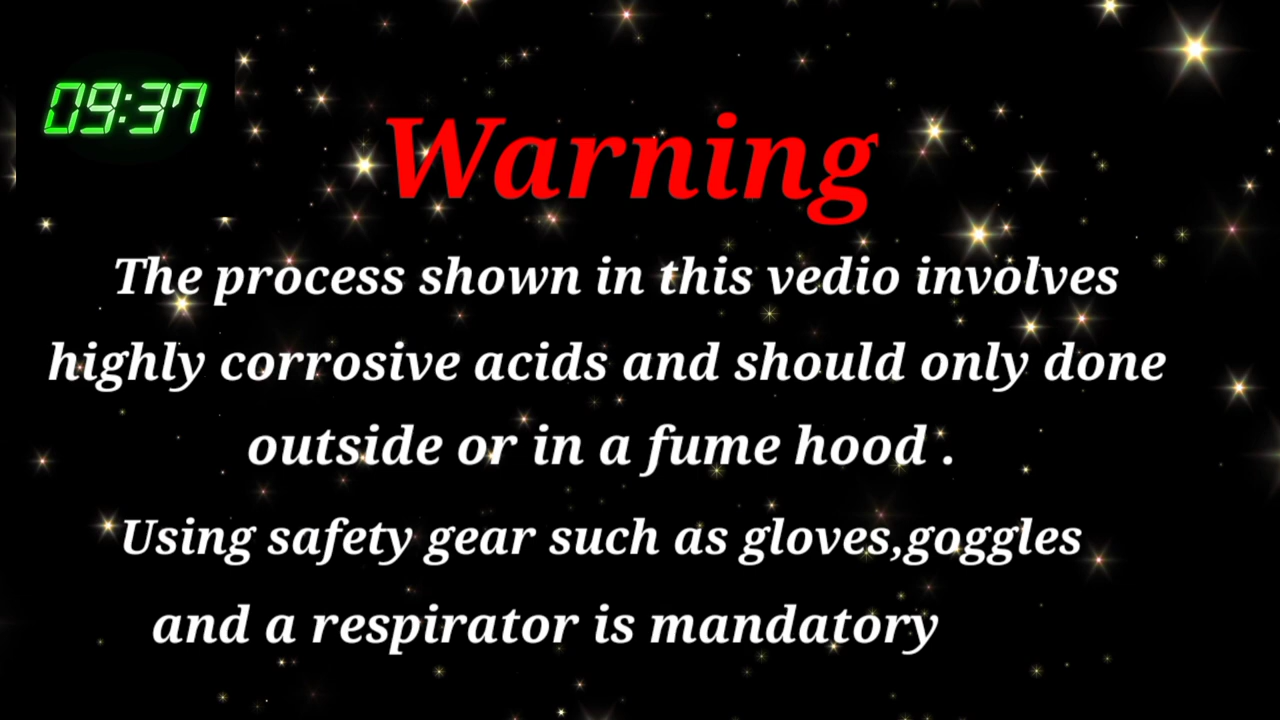 09:37
Warning
The process shown in this vedio involves
highly corrosive acids and should only done
outside or in a fume hood .
Using safety gear such as gloves,goggles
and a respirator is mandatory